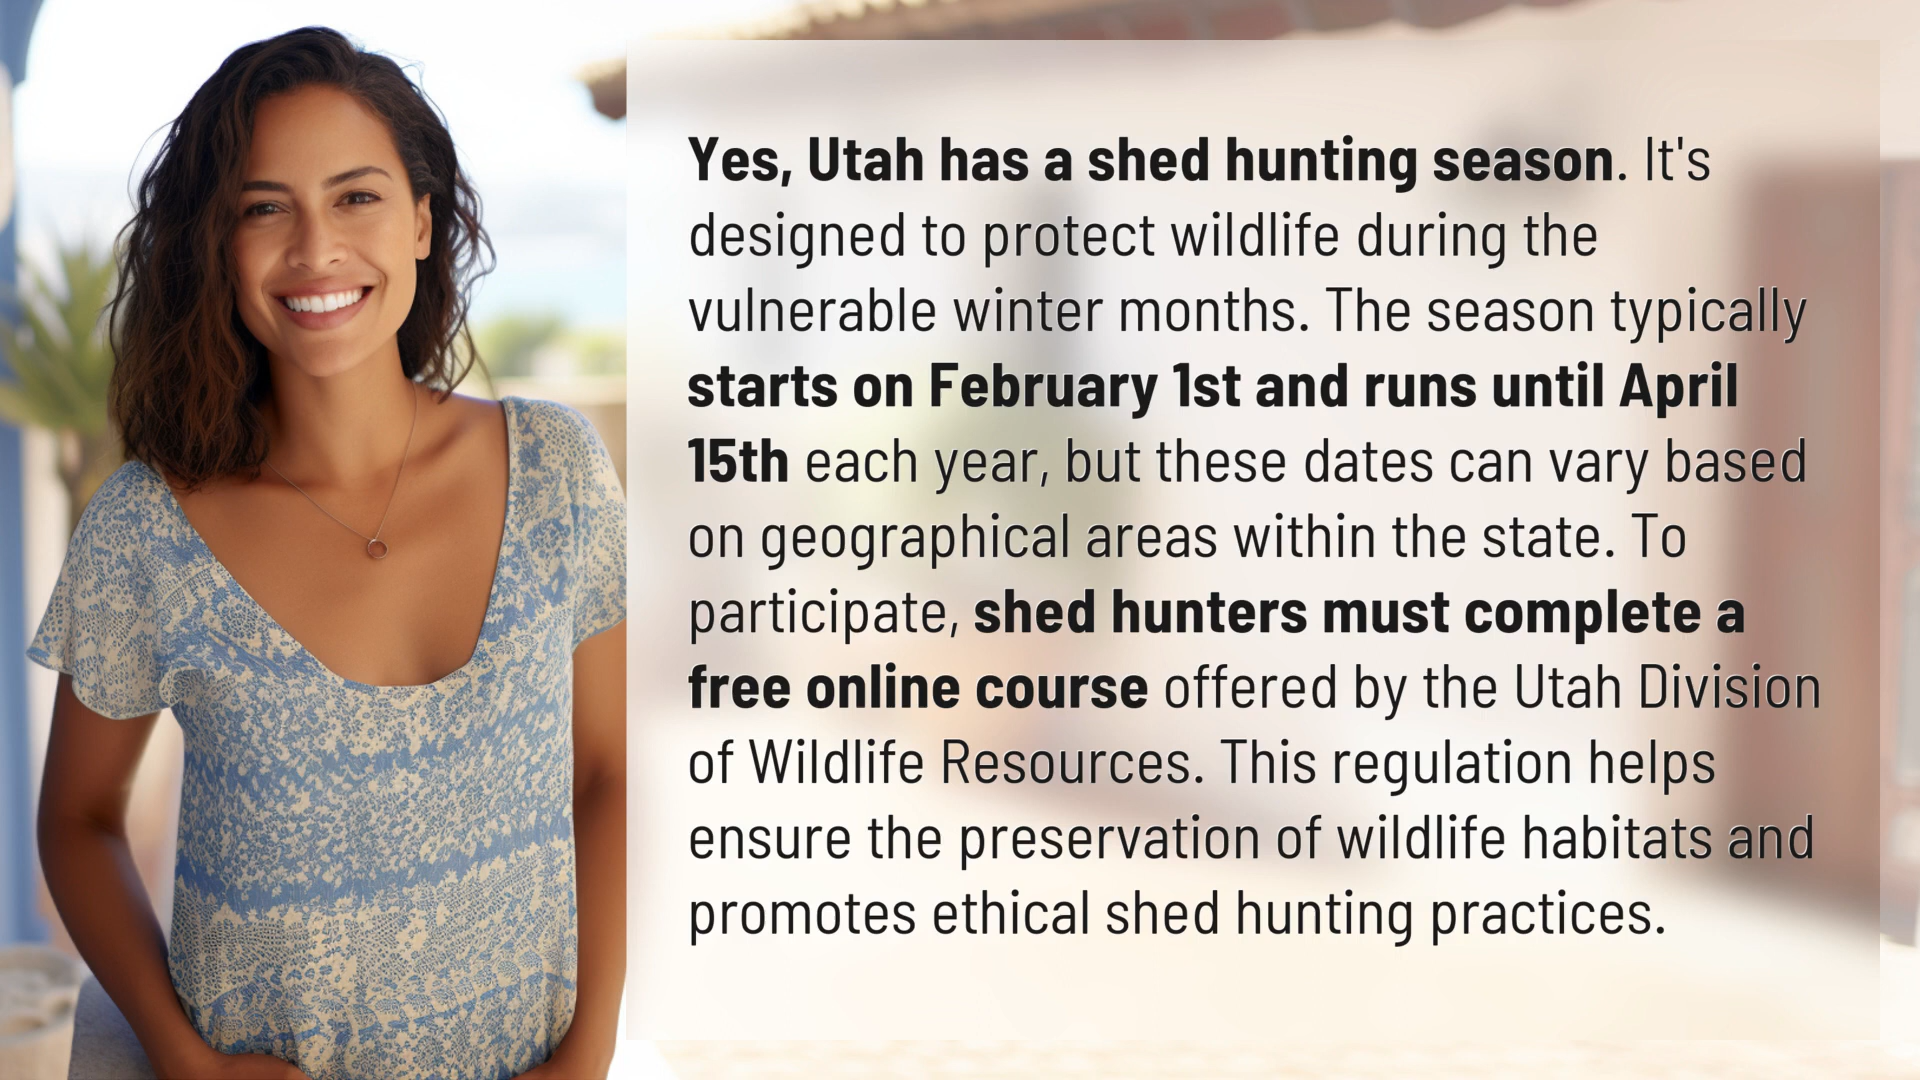 Yes, Utah has a shed hunting season. It's
designed to protect wildlife during the
vulnerable winter months. The season typically
starts on February 1st and runs until April
15th each year, but these dates can vary based
on geographical areas within the state. To
participate, shed hunters must complete a
free online course offered by the Utah Division
of Wildlife Resources. This regulation helps
ensure the preservation of wildlife habitats and
promotes ethical shed hunting practices.